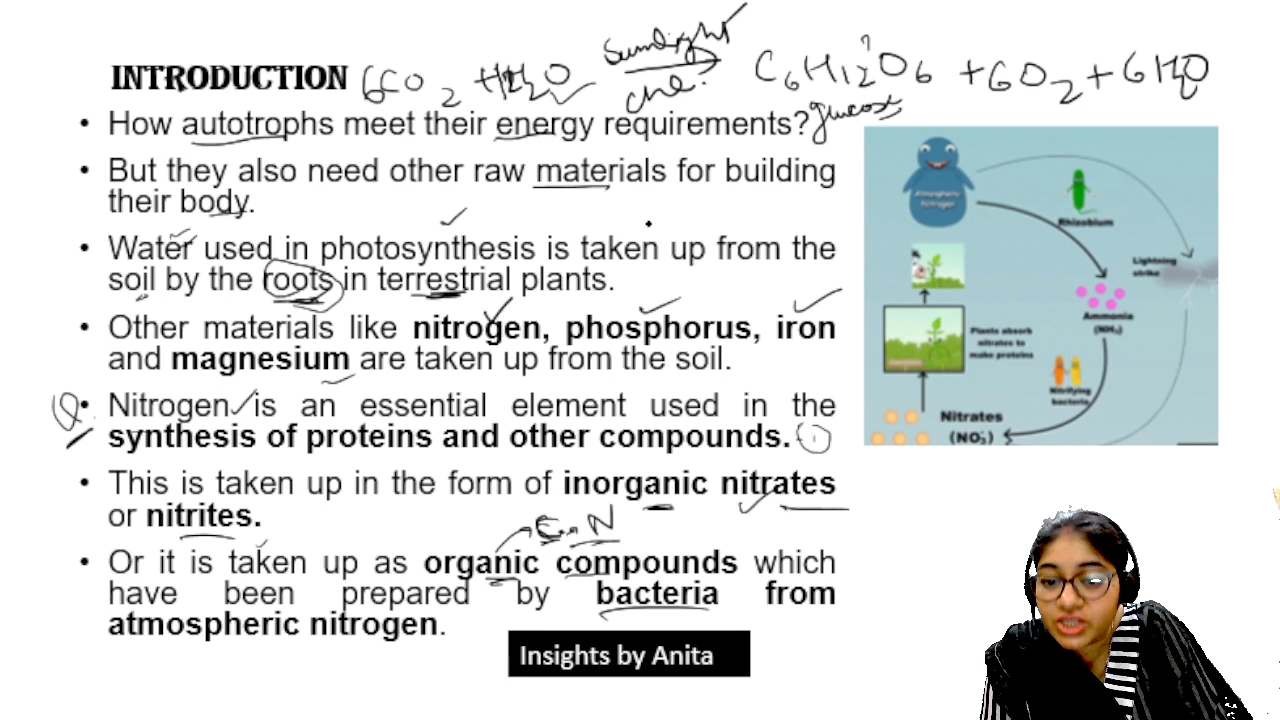 INTRODUCTION 6CO2 + 12H2O Sunlight chl. C6H12O6 + 6O2 + 6H2O
glucose
• How autotrophs meet their energy requirements?
• But they also need other raw materials for building
their body.
• Water used in photosynthesis is taken up from the
soil by the roots in terrestrial plants.
• Other materials like nitrogen, phosphorus, iron
and magnesium are taken up from the soil.
Q • Nitrogen is an essential element used in the
synthesis of proteins and other compounds. 1
• This is taken up in the form of inorganic nitrates
or nitrites.
C, N
• Or it is taken up as organic compounds which
have been prepared by bacteria from
atmospheric nitrogen.
Insights by Anita
Atmospheric
Nitrogen
Rhizobium
Lightning
strike
Ammonia
(NH3)
Plants absorb
nitrates to
make proteins
Nitrifying
bacteria
Nitrates
(NO3-)